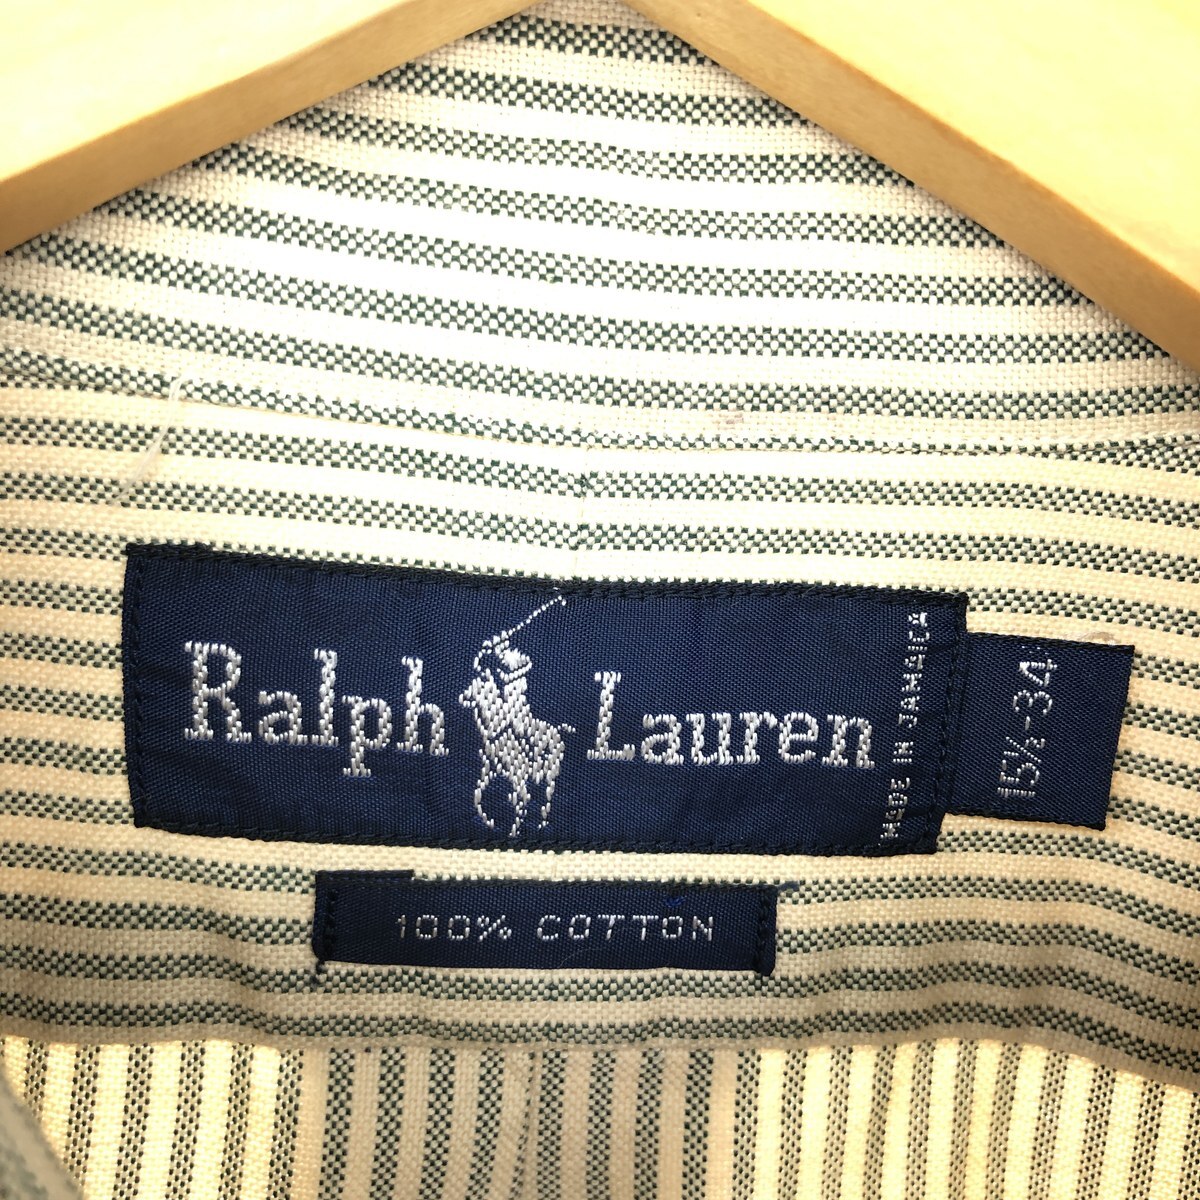 Ralph Lauren
MADE IN JAMAICA
15½-34
100% COTTON